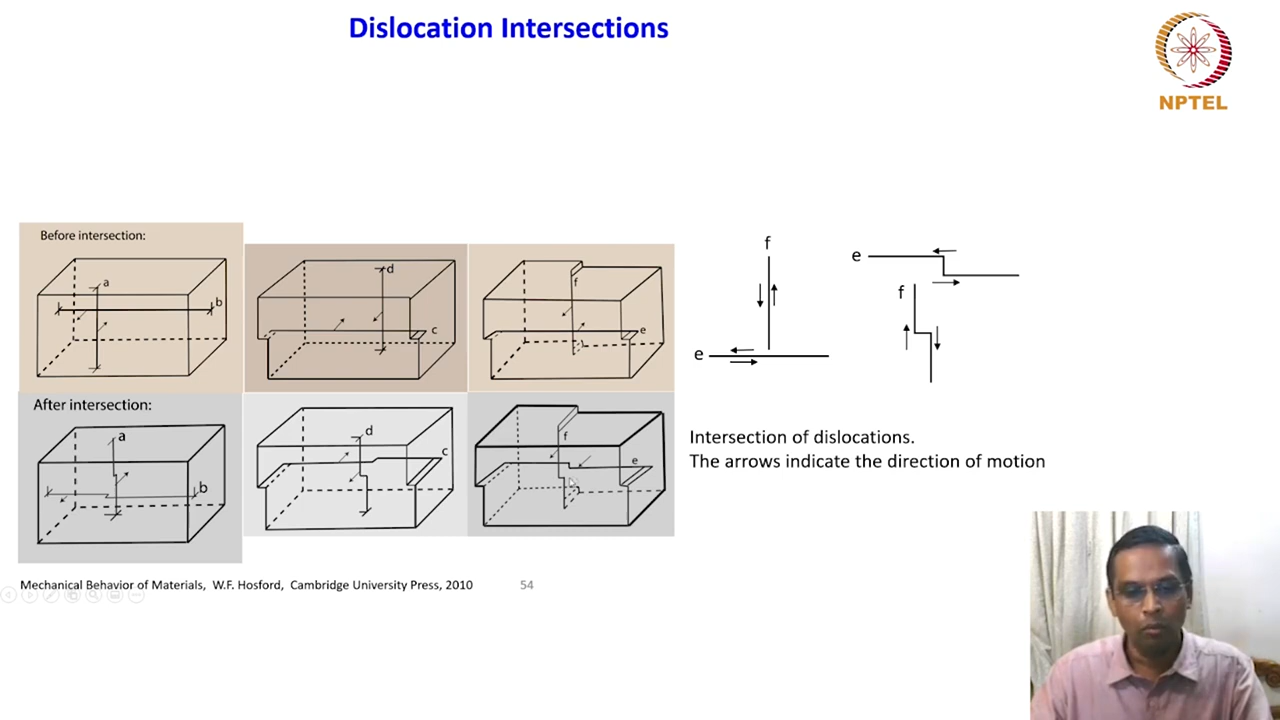 Dislocation Intersections
NPTEL
Before intersection:
a
b
d
c
f
e
After intersection:
a
b
d
c
f
e
f
e
e
f
Intersection of dislocations.
The arrows indicate the direction of motion
Mechanical Behavior of Materials, W.F. Hosford, Cambridge University Press, 2010
54